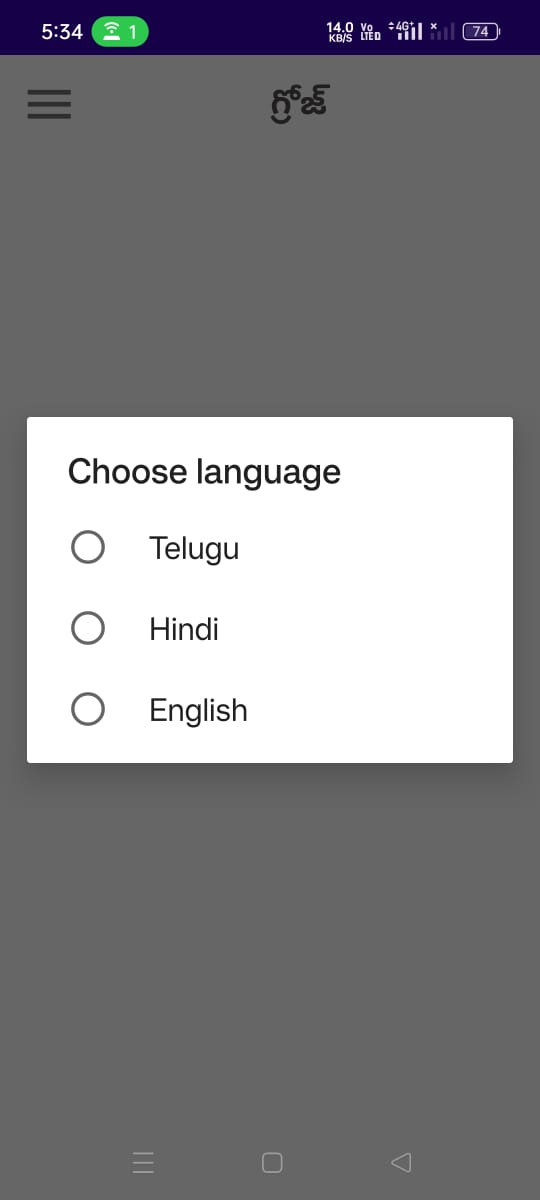 5:34 1 14.0 KB/S VO LTE 4G+ 74
గ్రోజ్
Choose language
Telugu
Hindi
English